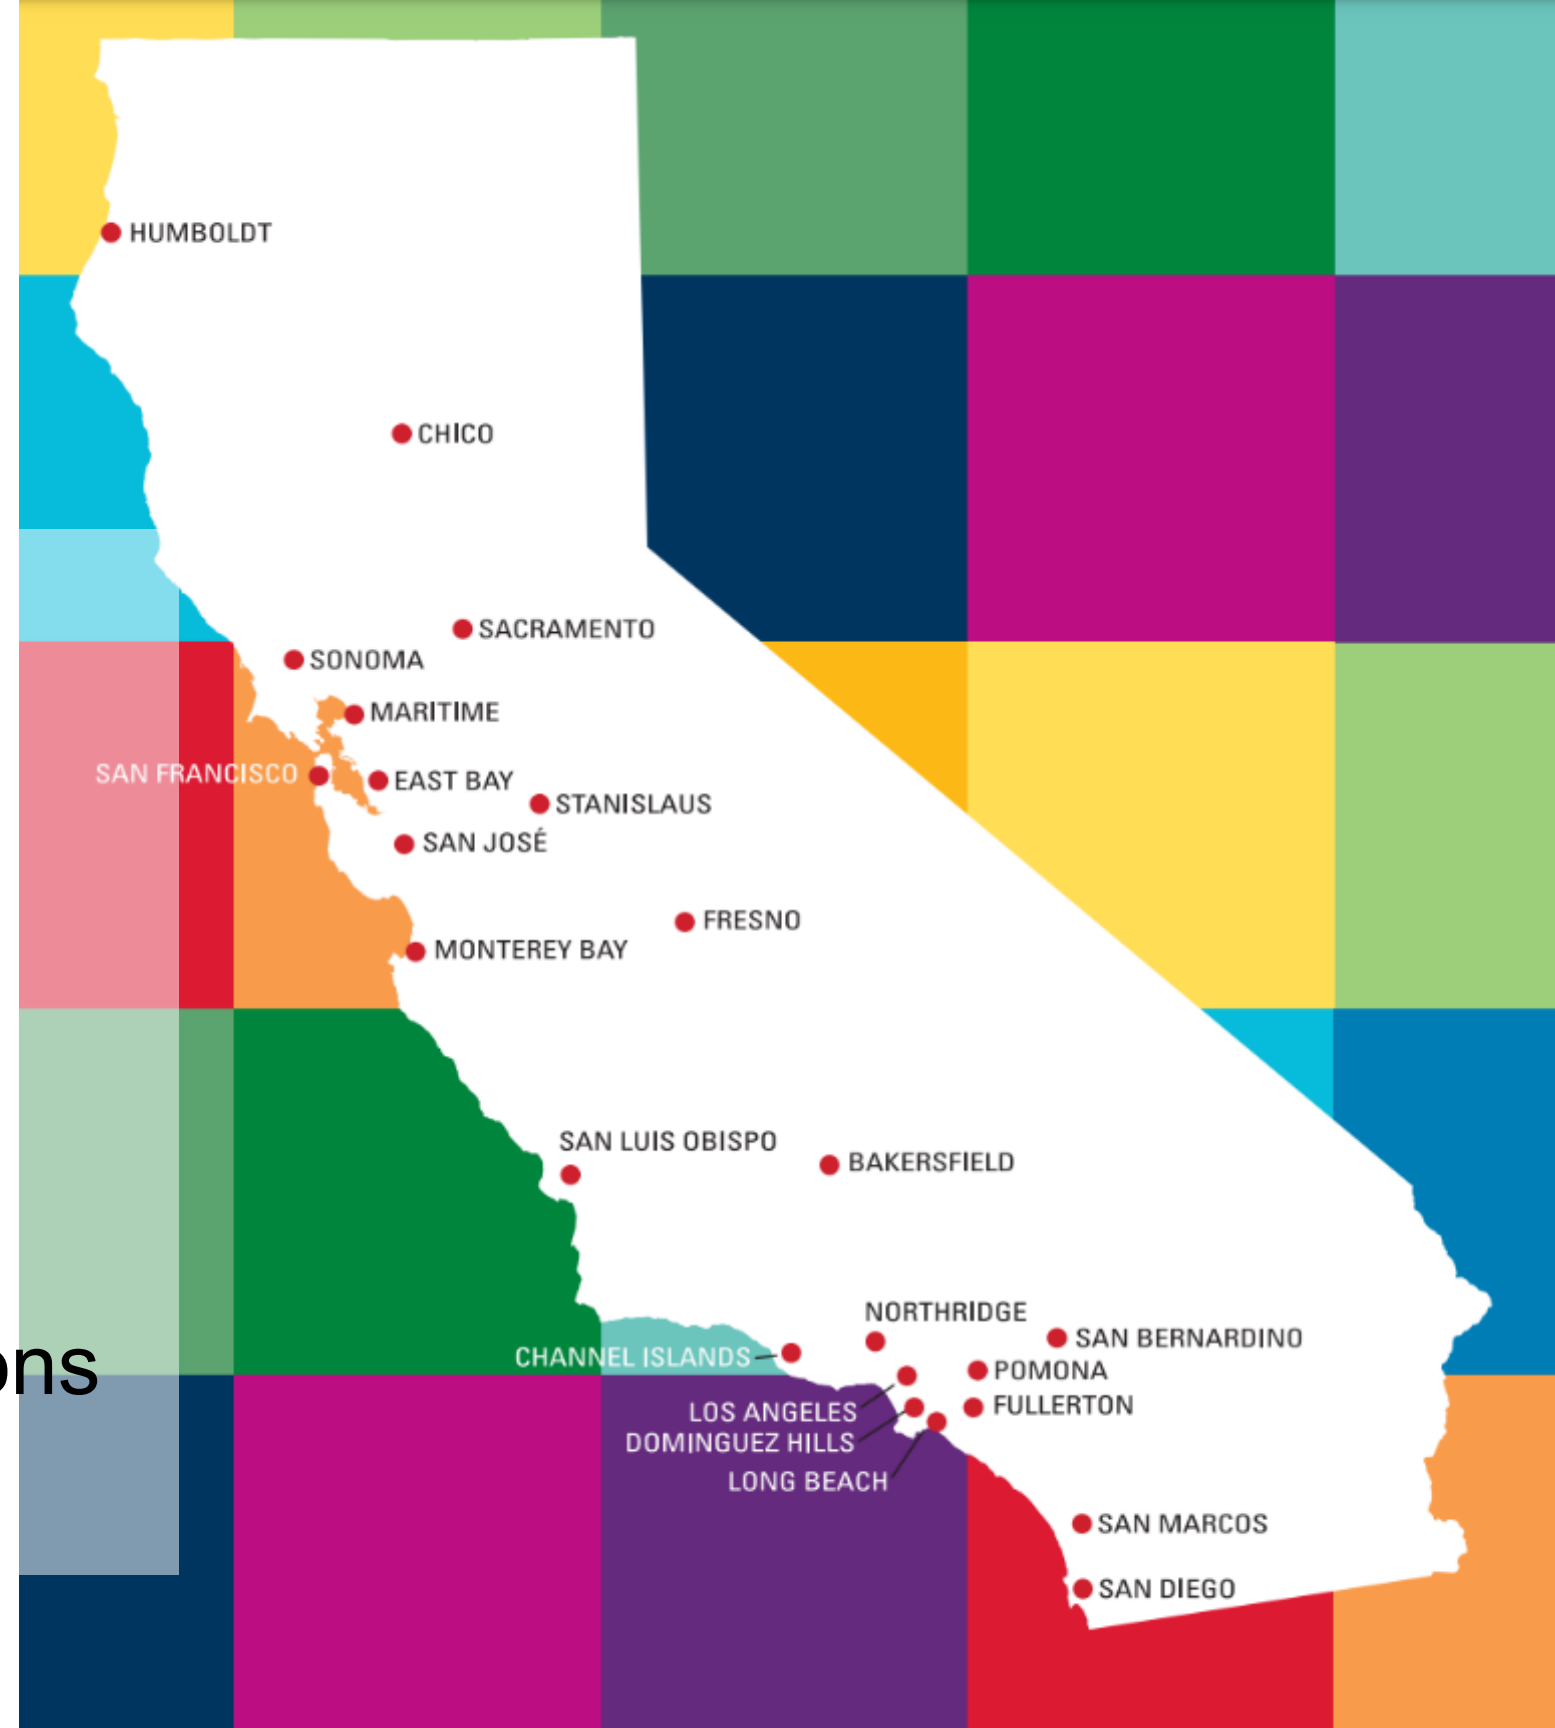 HUMBOLDT
CHICO
SACRAMENTO
SONOMA
MARITIME
SAN FRANCISCO
EAST BAY
STANISLAUS
SAN JOSÉ
FRESNO
MONTEREY BAY
SAN LUIS OBISPO
BAKERSFIELD
NORTHRIDGE
SAN BERNARDINO
CHANNEL ISLANDS
POMONA
ons
FULLERTON
LOS ANGELES
DOMINGUEZ HILLS
LONG BEACH
SAN MARCOS
SAN DIEGO